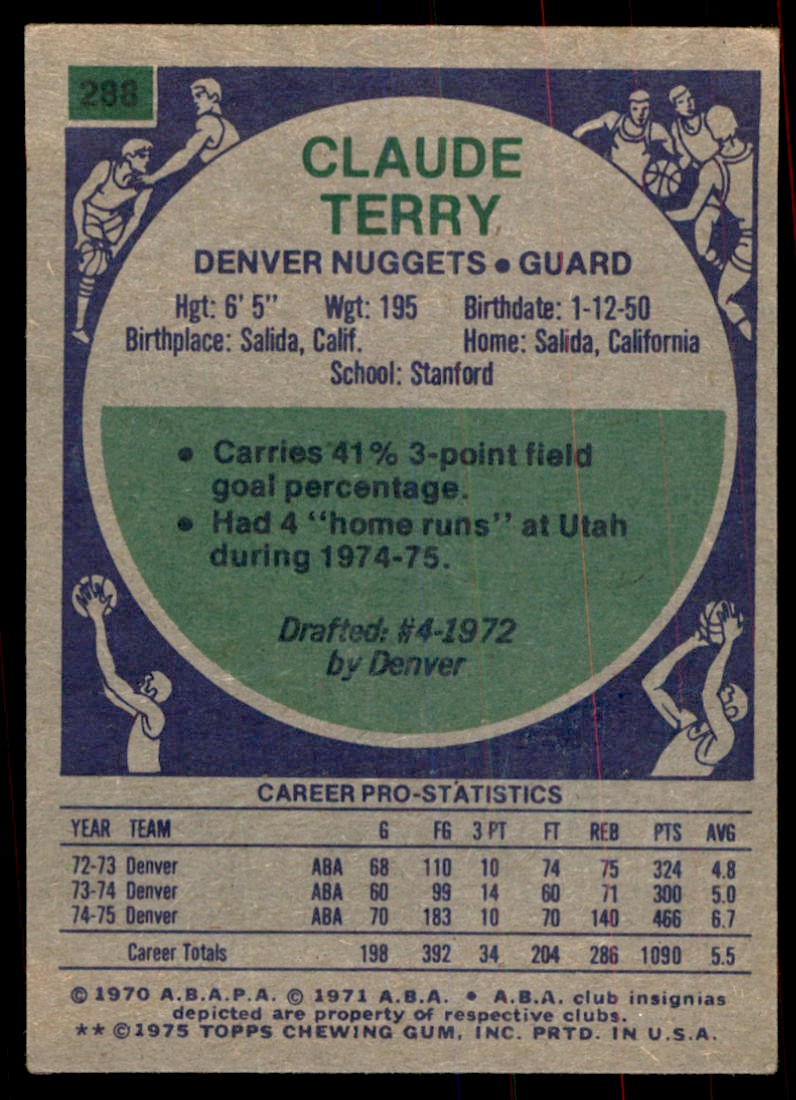 288
CLAUDE
TERRY
DENVER NUGGETS • GUARD
Hgt: 6' 5" Wgt: 195 Birthdate: 1-12-50
Birthplace: Salida, Calif. Home: Salida, California
School: Stanford
• Carries 41% 3-point field
goal percentage.
• Had 4 "home runs" at Utah
during 1974-75.
Drafted: #4-1972
by Denver
CAREER PRO-STATISTICS
YEAR TEAM G FG 3 PT FT REB PTS AVG
72-73 Denver ABA 68 110 10 74 75 324 4.8
73-74 Denver ABA 60 99 14 60 71 300 5.0
74-75 Denver ABA 70 183 10 70 140 466 6.7
Career Totals 198 392 34 204 286 1090 5.5
© 1970 A.B.A.P.A. © 1971 A.B.A. • A.B.A. club insignias
depicted are property of respective clubs.
** ©1975 TOPPS CHEWING GUM, INC. PRTD. IN U.S.A.